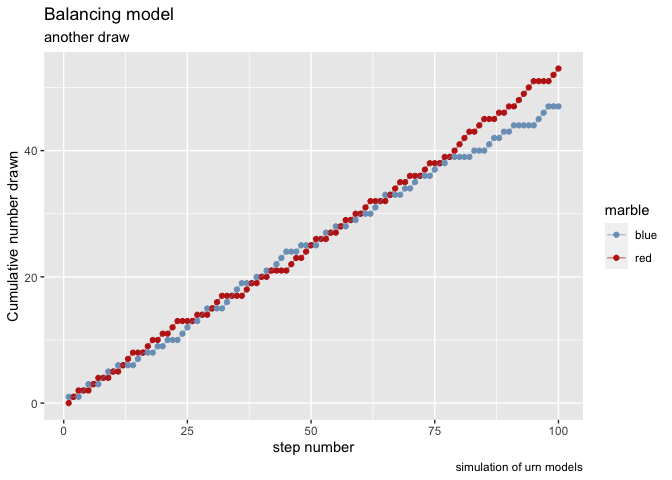 Balancing model
another draw
Cumulative number drawn
40
20
0
0 25 50 75 100
step number
marble
blue
red
simulation of urn models